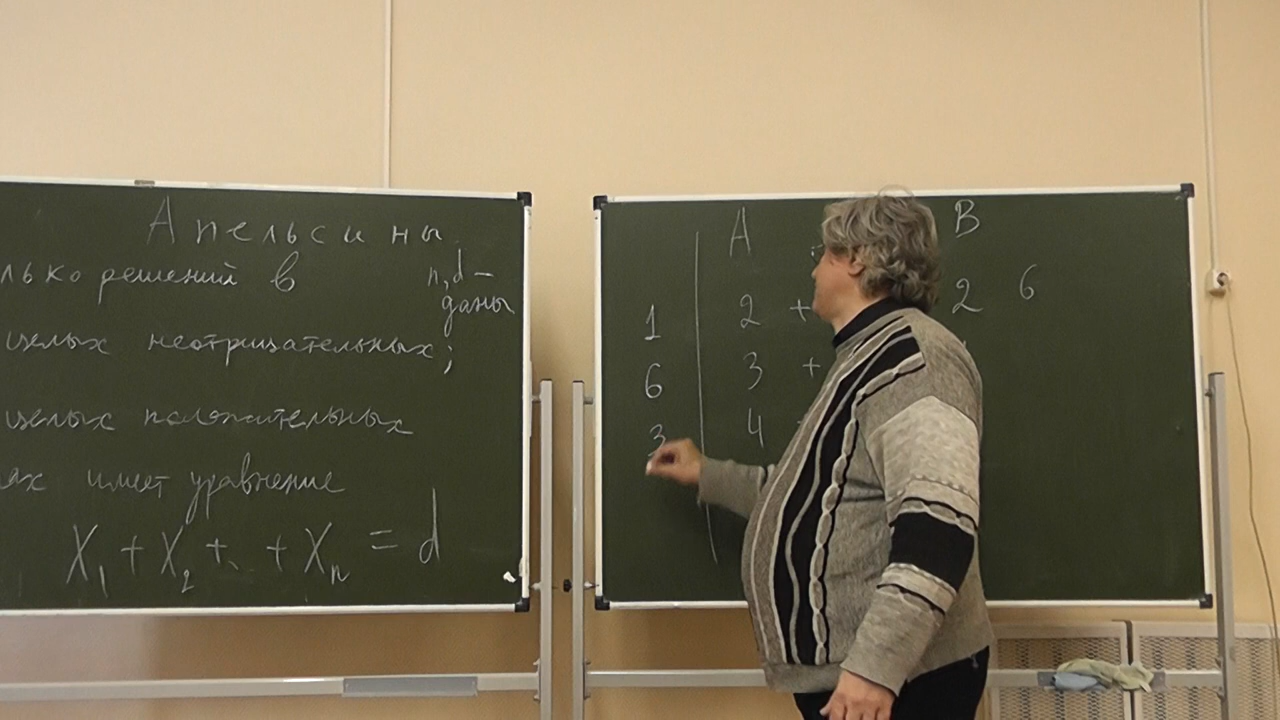 Апельсины
лько решений в n,d -
даны
целых неотрицательных;
целых положительных
ах имеет уравнение
X₁ + X₂ + ... + Xₙ = d
A B
1 2 + 2 6
6 3 +
3 4